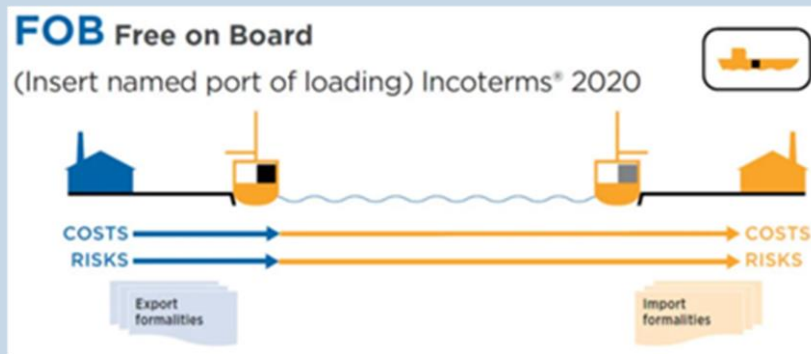 FOB Free on Board
(Insert named port of loading) Incoterms® 2020
COSTS COSTS
RISKS RISKS
Export
formalities
Import
formalities